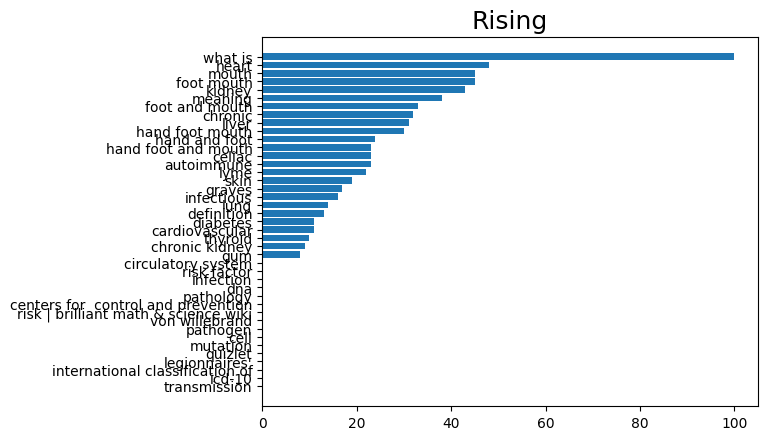 Rising
what is
heart
mouth
foot mouth
kidney
meaning
foot and mouth
chronic
liver
hand foot mouth
hand and foot
hand foot and mouth
celiac
autoimmune
lyme
skin
graves
infectious
lung
definition
diabetes
cardiovascular
thyroid
chronic kidney
gum
circulatory system
risk factor
infection
dna
pathology
centers for  control and prevention
risk | brilliant math & science wiki
von willebrand
pathogen
cell
mutation
quizlet
legionnaires'
international classification of
icd-10
transmission
0 20 40 60 80 100